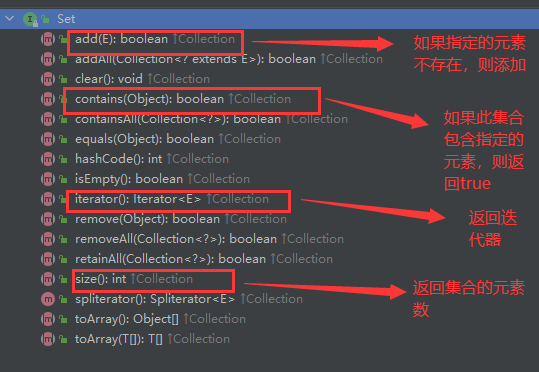 Set
add(E): boolean ↑Collection
addAll(Collection<? extends E>): boolean ↑Collection
clear(): void ↑Collection
contains(Object): boolean ↑Collection
containsAll(Collection<?>): boolean ↑Collection
equals(Object): boolean ↑Collection
hashCode(): int ↑Collection
isEmpty(): boolean ↑Collection
iterator(): Iterator<E> ↑Collection
remove(Object): boolean ↑Collection
removeAll(Collection<?>): boolean ↑Collection
retainAll(Collection<?>): boolean ↑Collection
size(): int ↑Collection
spliterator(): Spliterator<E> ↑Collection
toArray(): Object[] ↑Collection
toArray(T[]): T[] ↑Collection
如果指定的元素
不存在，则添加
如果此集合
包含指定的
元素，则返
回true
返回迭
代器
返回集合的元素
数